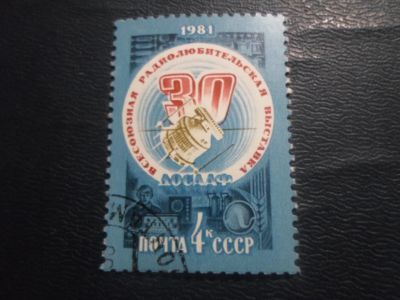 1981
ВСЕСОЮЗНАЯ РАДИОЛЮБИТЕЛЬСКАЯ ВЫСТАВКА
30
ДОСААФ
ПОЧТА 4к СССР